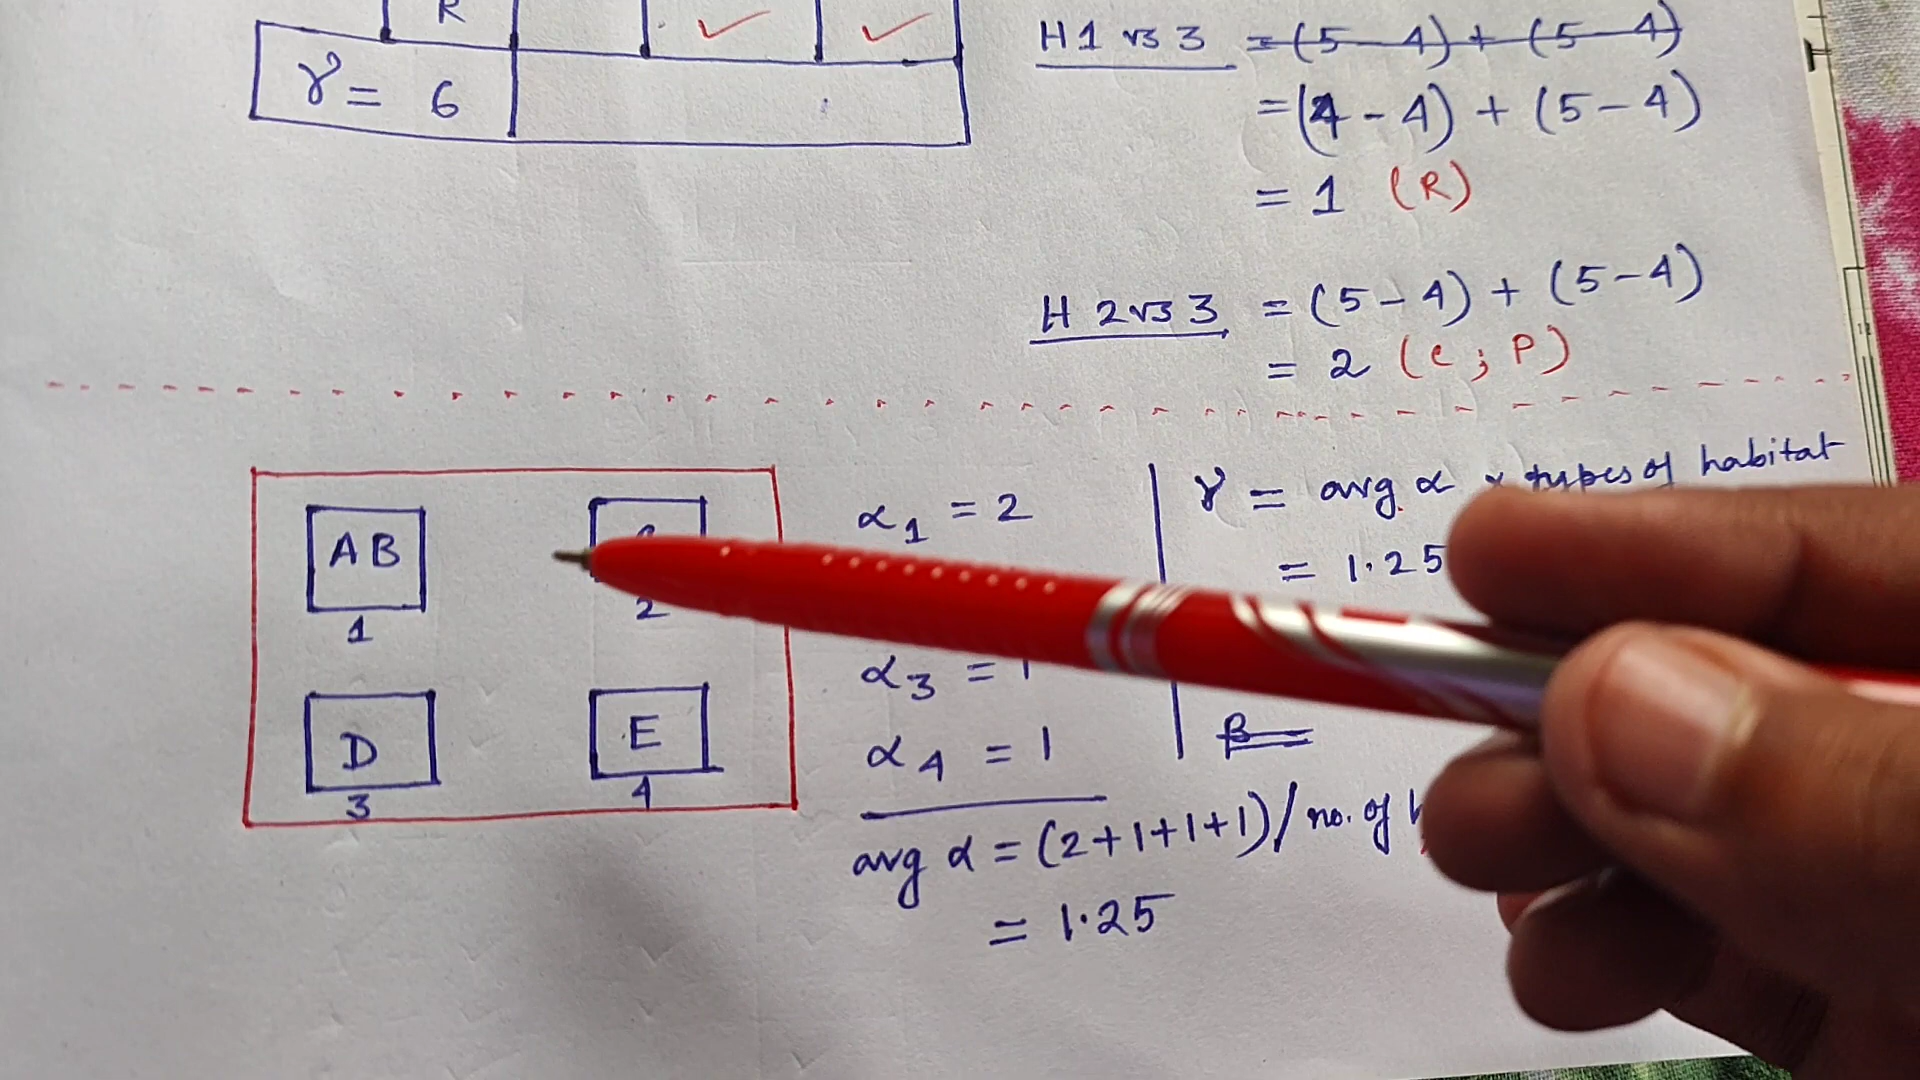 R
γ = 6
H1 vs 3 = (5 - 4) + (5 - 4)
= (4 - 4) + (5 - 4)
= 1 (R)
H 2 vs 3 = (5 - 4) + (5 - 4)
= 2 (C ; P)
AB
1
2
D
3
E
4
α1 = 2
α3 = 1
α4 = 1
avg α = (2+1+1+1) / no. of
= 1.25
γ = avg α x types of habitat
= 1.25
β =